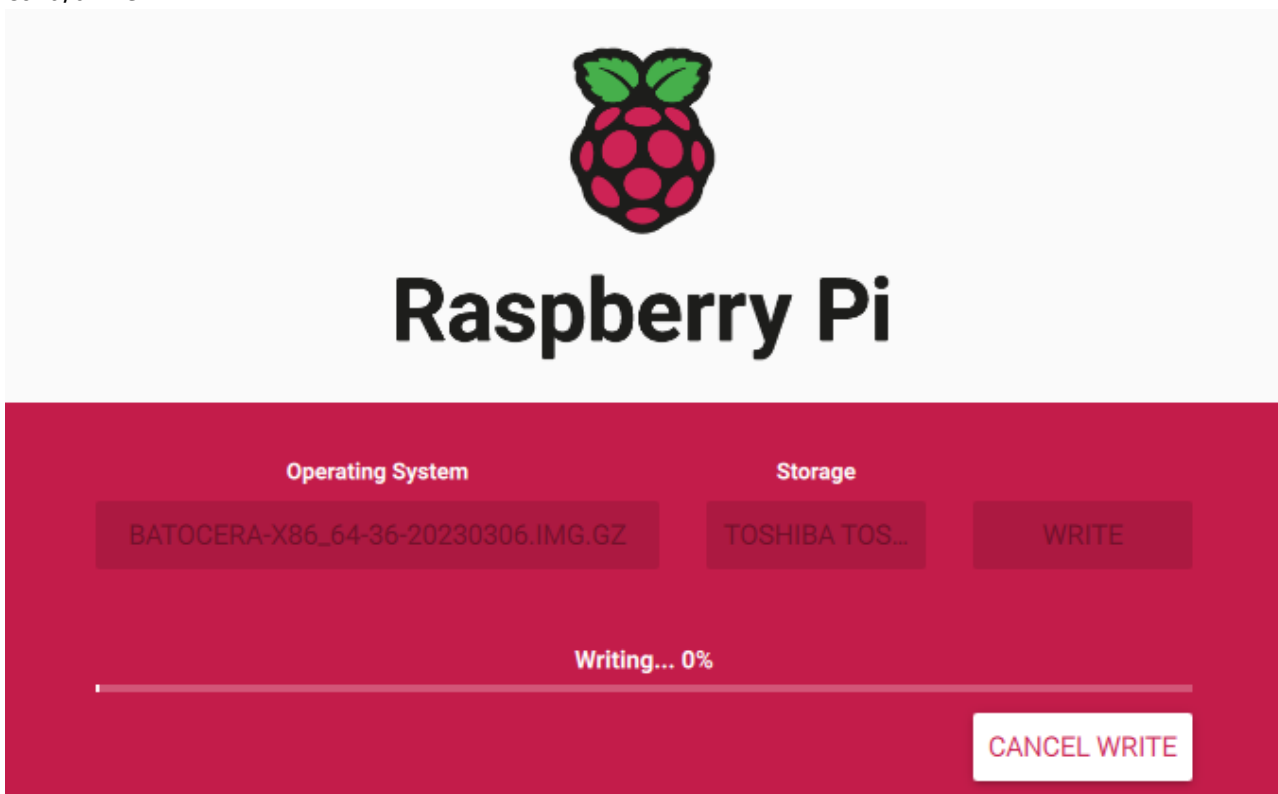 Raspberry Pi
Operating System
Storage
BATOCERA-X86_64-36-20230306.IMG.GZ
TOSHIBA TOS...
WRITE
Writing... 0%
CANCEL WRITE